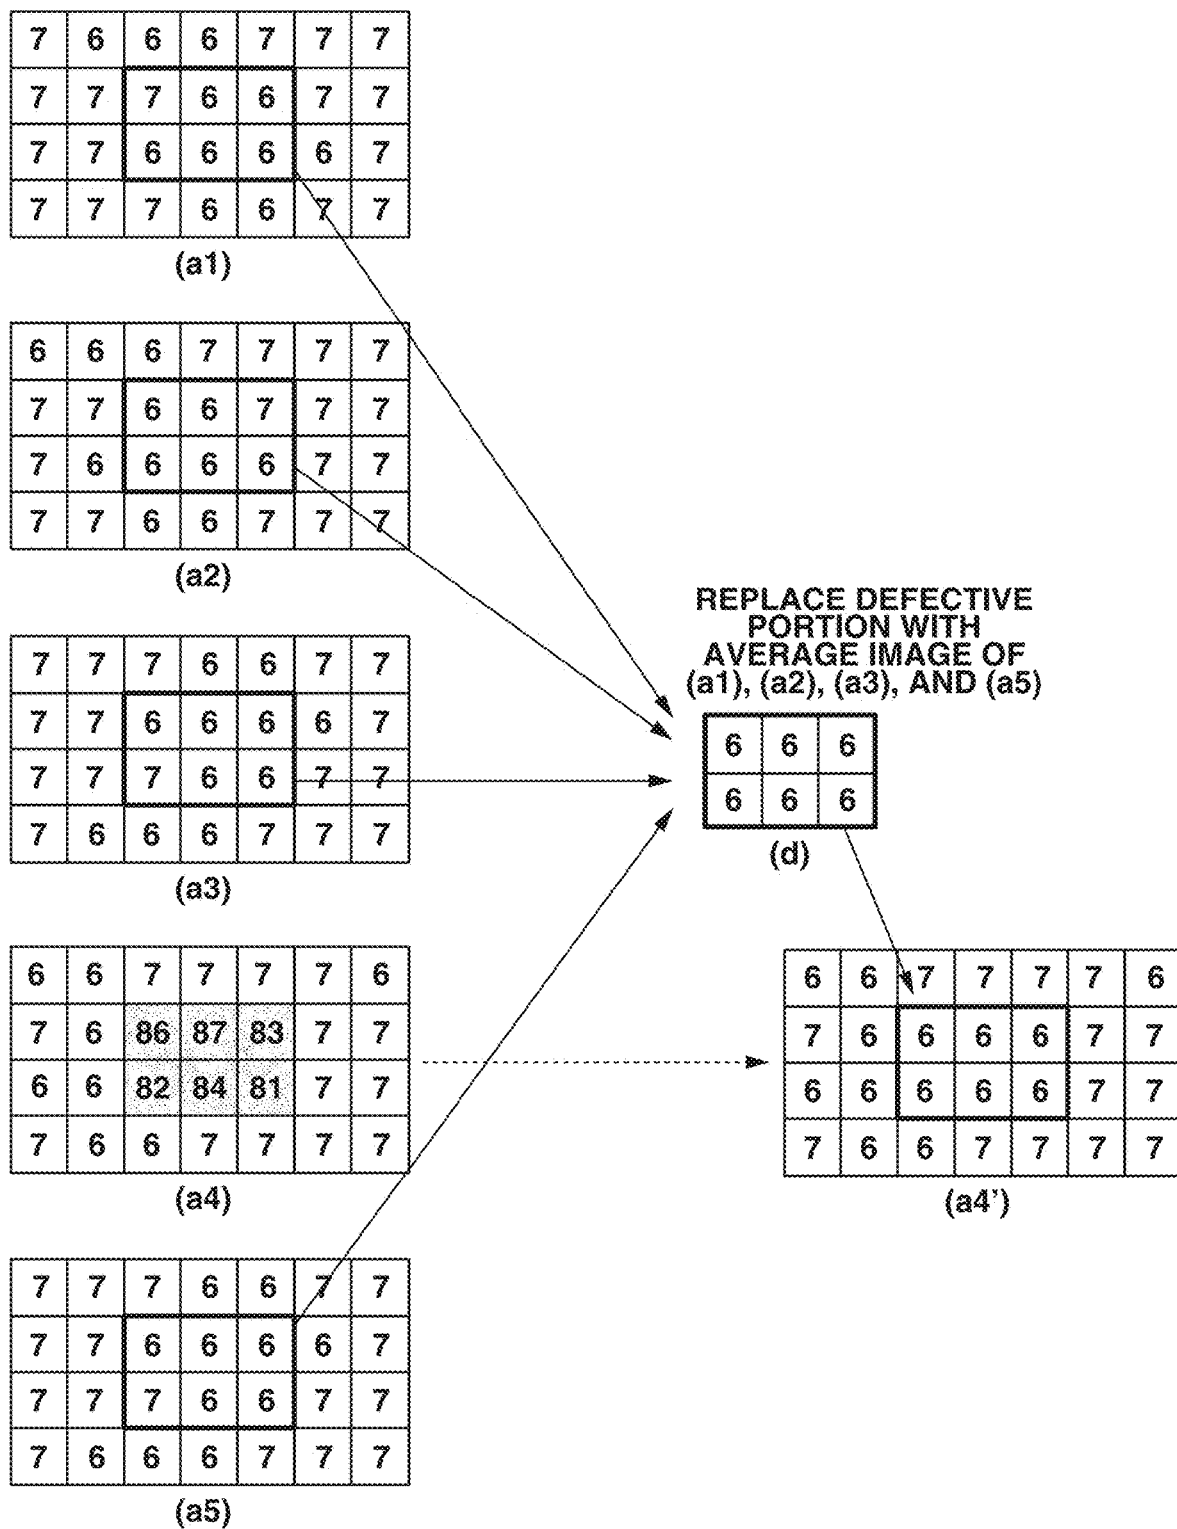 7 6 6 6 7 7 7
7 7 7 6 6 7 7
7 7 6 6 6 6 7
7 7 7 6 6 7 7
(a1)
6 6 6 7 7 7 7
7 7 6 6 7 7 7
7 6 6 6 6 7 7
7 7 6 6 7 7 7
(a2)
7 7 7 6 6 7 7
7 7 6 6 6 6 7
7 7 7 6 6 7 7
7 6 6 6 7 7 7
(a3)
6 6 7 7 7 7 6
7 6 86 87 83 7 7
6 6 82 84 81 7 7
7 6 6 7 7 7 7
(a4)
7 7 7 6 6 7 7
7 7 6 6 6 6 7
7 7 7 6 6 7 7
7 6 6 6 7 7 7
(a5)
REPLACE DEFECTIVE
PORTION WITH
AVERAGE IMAGE OF
(a1), (a2), (a3), AND (a5)
6 6 6
6 6 6
(d)
6 6 7 7 7 7 6
7 6 6 6 6 7 7
6 6 6 6 6 7 7
7 6 6 7 7 7 7
(a4')